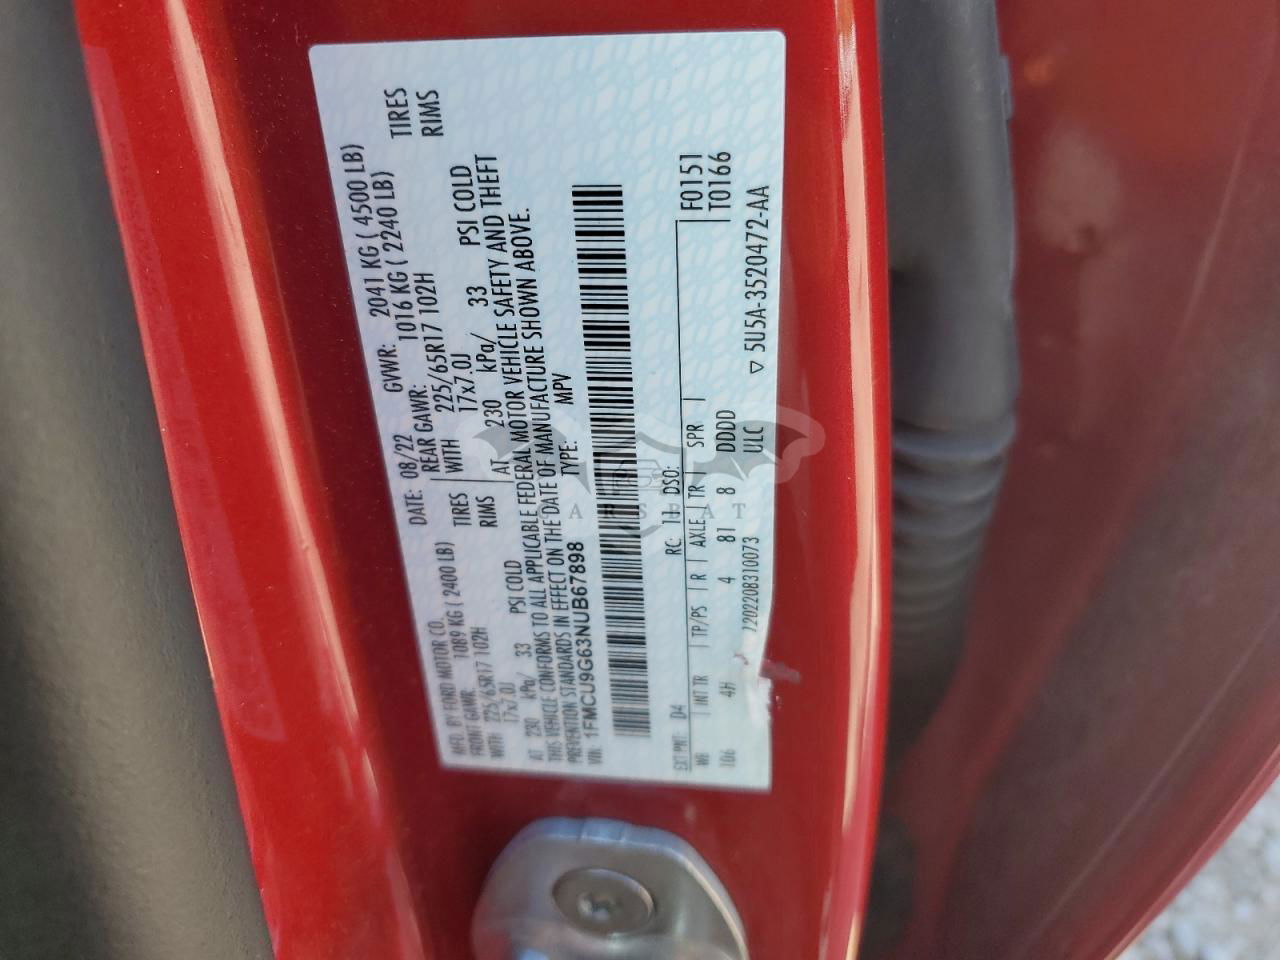 MFD. BY FORD MOTOR CO.
DATE: 08/22 GVWR: 2041 KG ( 4500 LB)
FRONT GAWR: 1089 KG ( 2400 LB) REAR GAWR: 1016 KG ( 2240 LB)
WITH 225/65R17 102H TIRES WITH 225/65R17 102H TIRES
17x7.0J RIMS 17x7.0J RIMS
AT 230 kPa/ 33 PSI COLD AT 230 kPa/ 33 PSI COLD
THIS VEHICLE CONFORMS TO ALL APPLICABLE FEDERAL MOTOR VEHICLE SAFETY AND THEFT
PREVENTION STANDARDS IN EFFECT ON THE DATE OF MANUFACTURE SHOWN ABOVE.
VIN: 1FMCU9G63NUB67898 TYPE: MPV
EXT PNT: D4 RC: 11 DSO: F0151
WB INT TR TP/PS R AXLE TR SPR T0166
106 4H 4 81 8 DDDD
1202208310073 ULC ▽ 5U5A-3520472-AA
CARSBAT